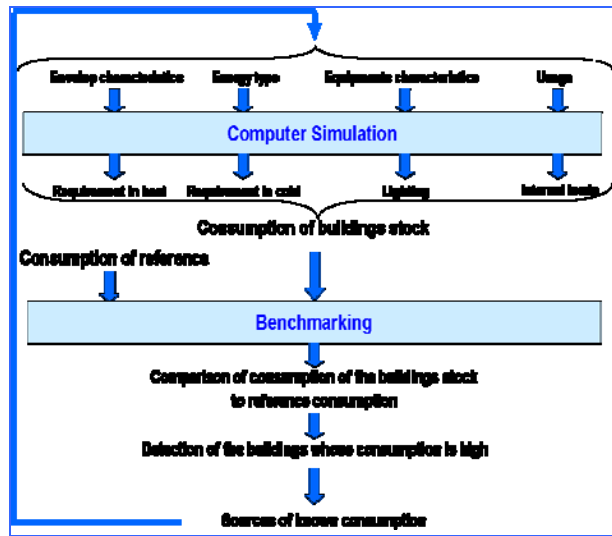 Envelop characteristics Energy type Equipments characteristics Usage
Computer Simulation
Requirement in heat Requirement in cold Lighting Internal loads
Consumption of buildings stock
Consumption of reference
Benchmarking
Comparison of consumption of the buildings stock
to reference consumption
Detection of the buildings whose consumption is high
Sources of known consumption